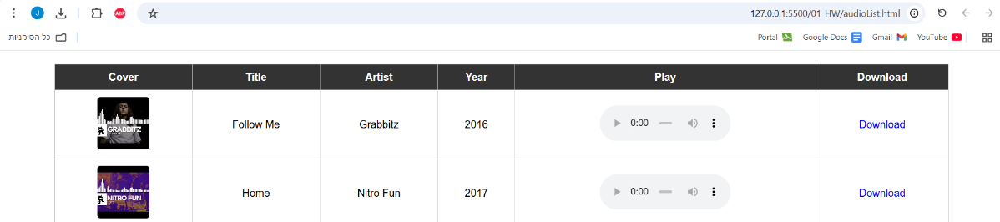 127.0.0.1:5500/01_HW/audioList.html
J
ABP
כל הסימניות
Portal Google Docs Gmail YouTube
Cover Title Artist Year Play Download
GRABBITZ
Follow Me Grabbitz 2016 0:00 Download
NITRO FUN
Home Nitro Fun 2017 0:00 Download